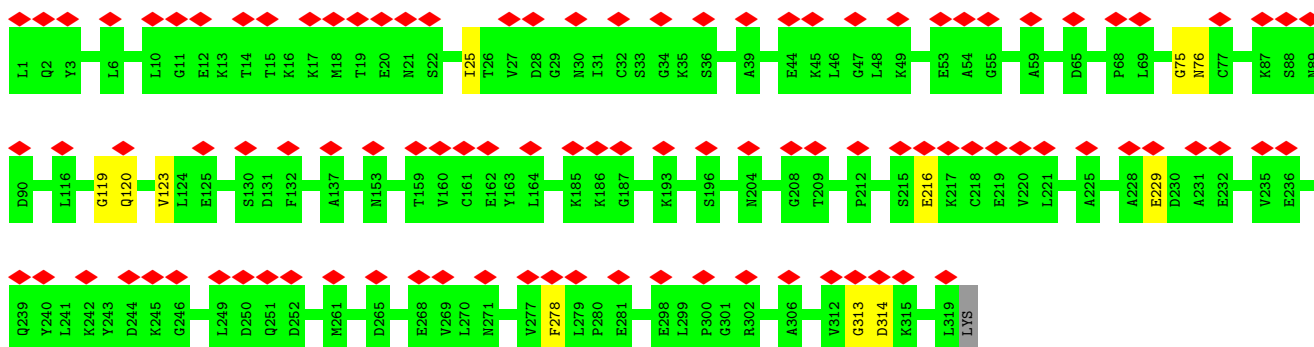 L1 Q2 Y3 L6 L10 G11 E12 K13 T14 T15 K16 K17 M18 T19 E20 N21 S22 I25 T26 V27 D28 G29 N30 I31 C32 S33 G34 K35 S36 A39 E44 K45 L46 G47 L48 K49 E53 A54 G55 A59 D65 P68 L69 G75 N76 C77 K87 S88 N89
D90 L116 G119 Q120 V123 L124 E125 S130 D131 F132 A137 N153 T159 V160 C161 E162 Y163 L164 K185 K186 G187 K193 S196 N204 G208 T209 P212 S215 E216 K217 C218 E219 V220 L221 A225 A228 E229 D230 A231 E232 V235 E236
Q239 Y240 L241 K242 Y243 D244 K245 G246 L249 D250 Q251 D252 M261 D265 E268 V269 L270 N271 V277 F278 L279 P280 E281 E298 L299 P300 G301 R302 A306 V312 G313 D314 K315 L319 LYS